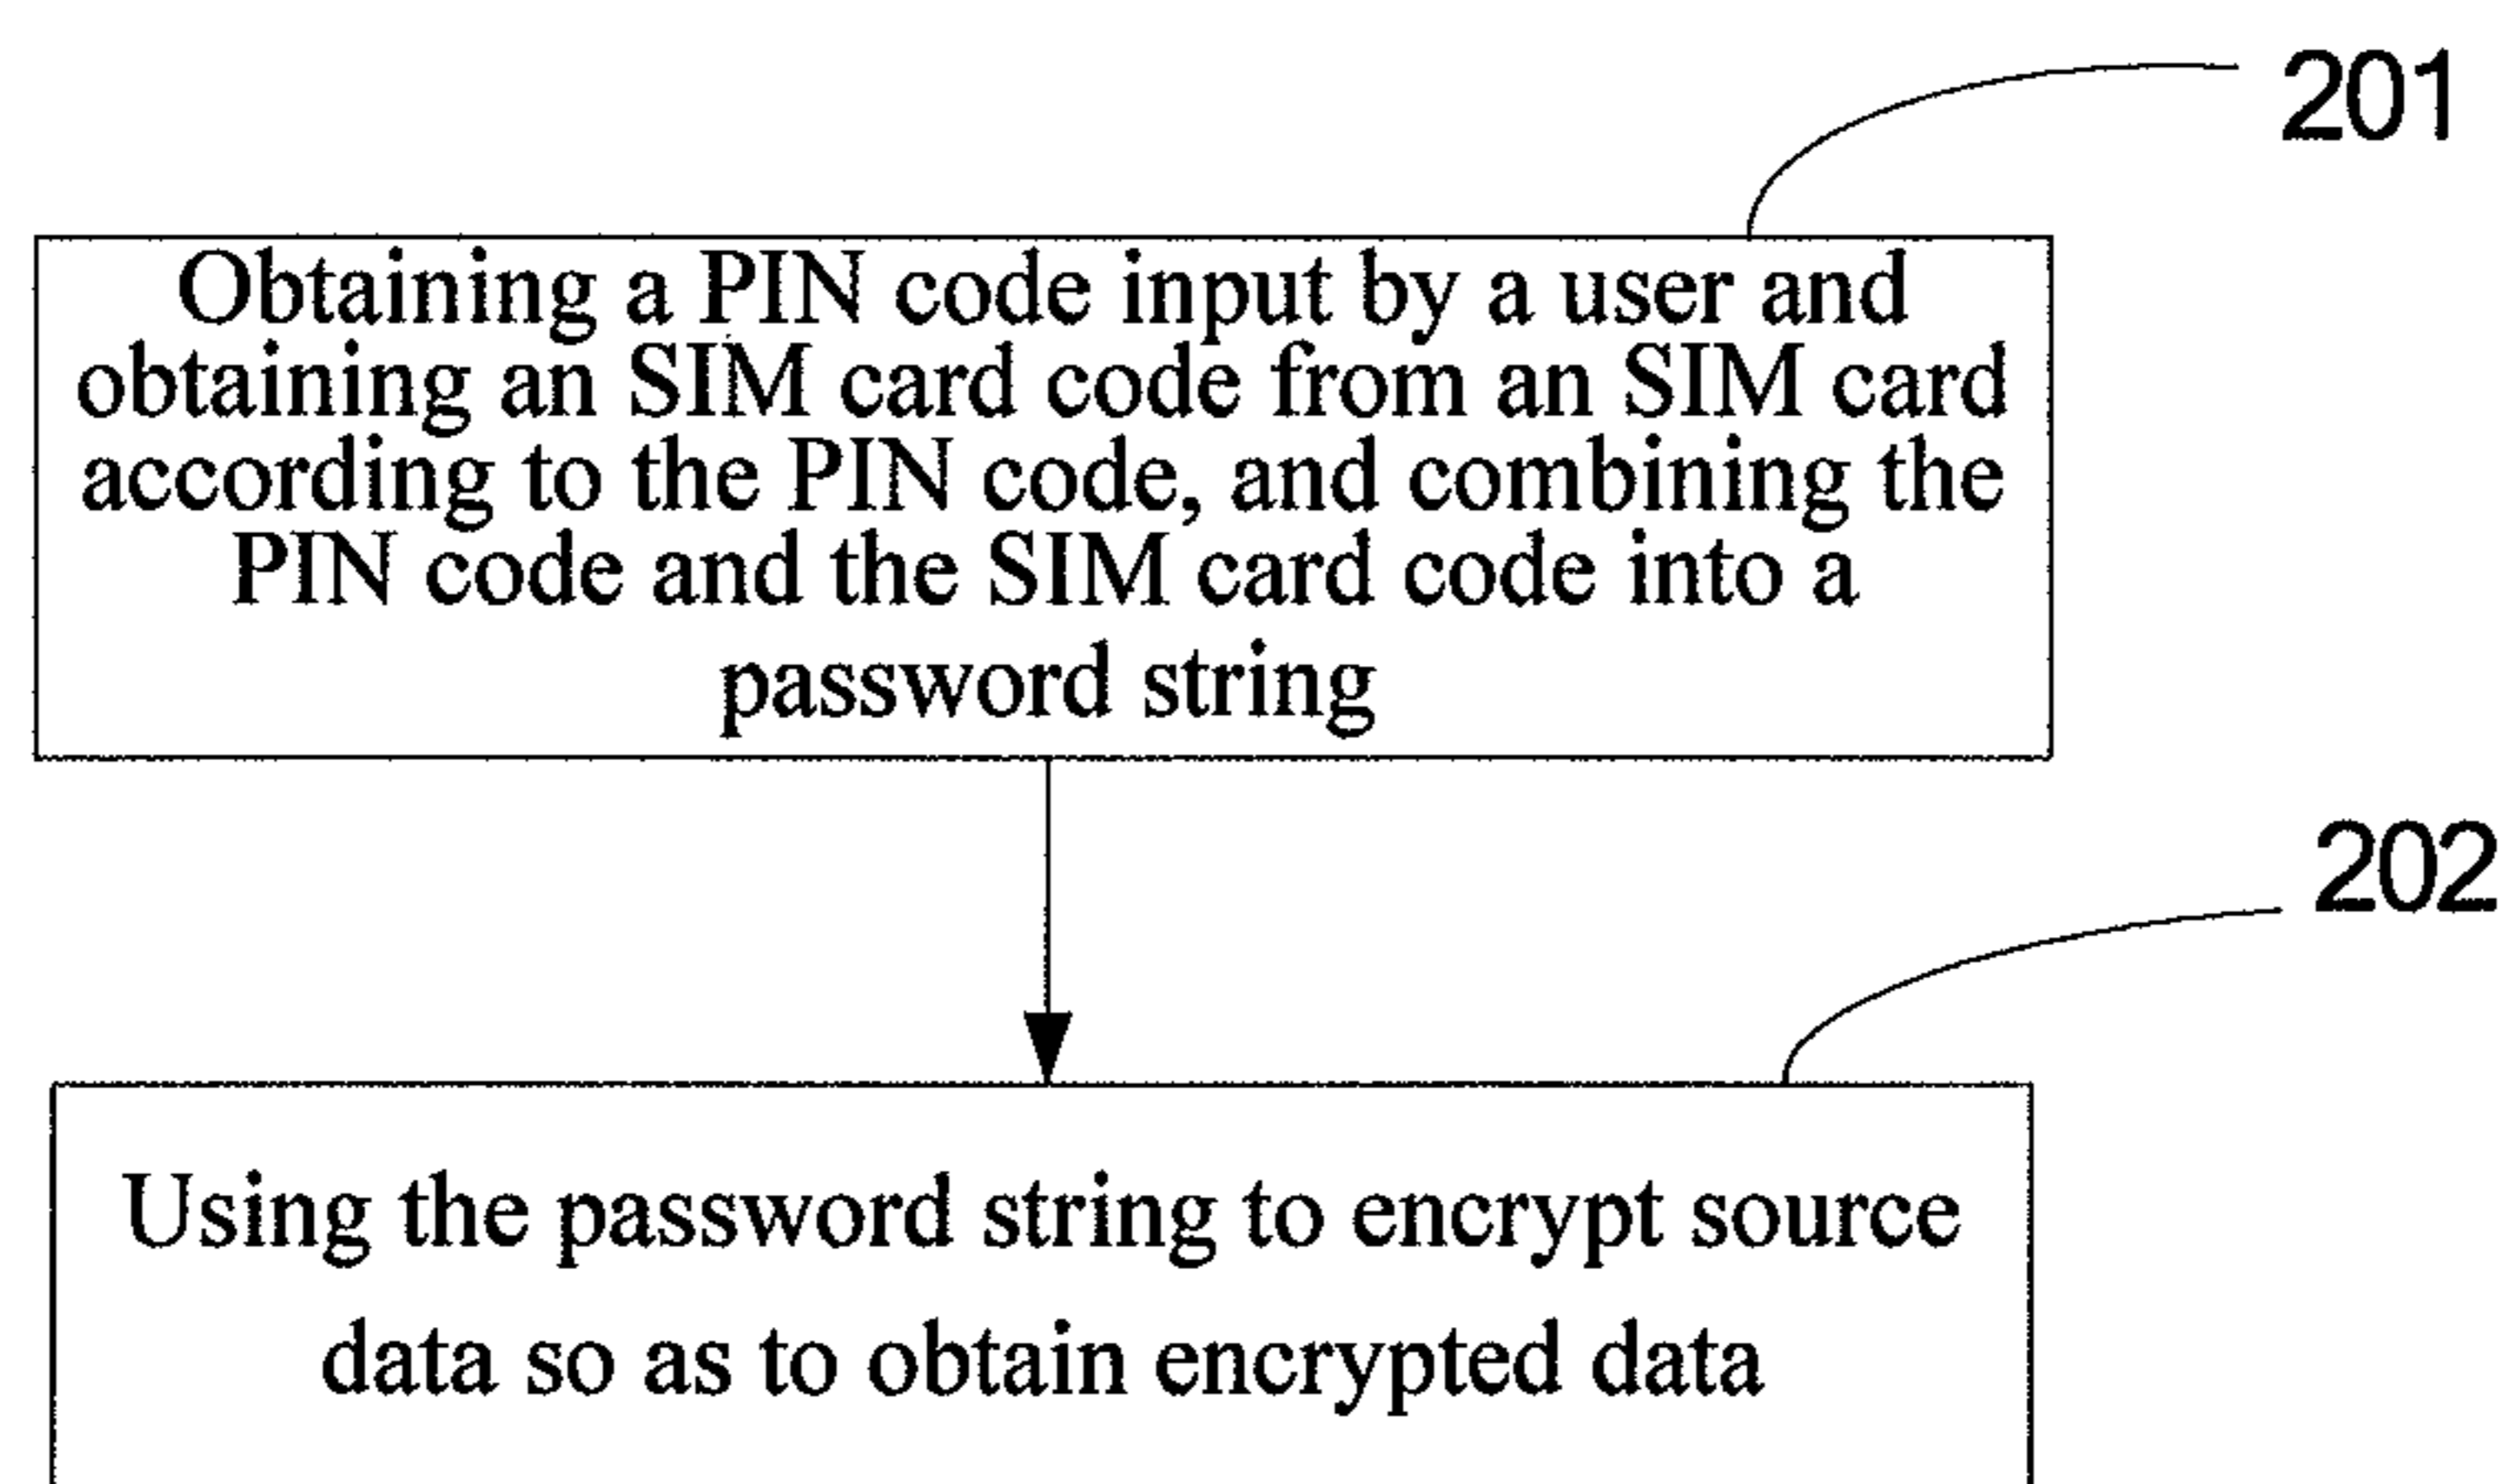 201
Obtaining a PIN code input by a user and
obtaining an SIM card code from an SIM card
according to the PIN code, and combining the
PIN code and the SIM card code into a
password string
202
Using the password string to encrypt source
data so as to obtain encrypted data